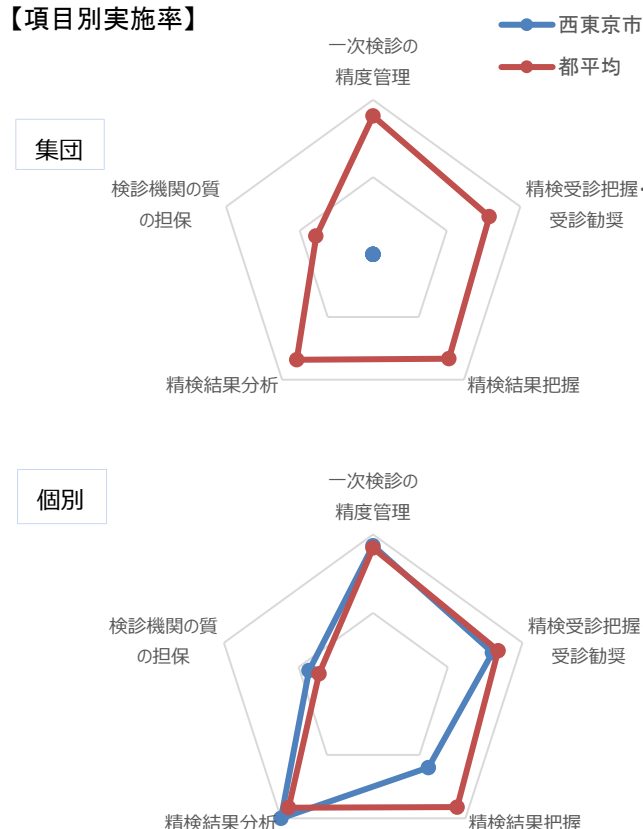 【項目別実施率】
西東京市
都平均
集団
一次検診の
精度管理
精検受診把握・
受診勧奨
精検結果把握
精検結果分析
検診機関の質
の担保
個別
一次検診の
精度管理
精検受診把握
受診勧奨
精検結果把握
精検結果分析
検診機関の質
の担保